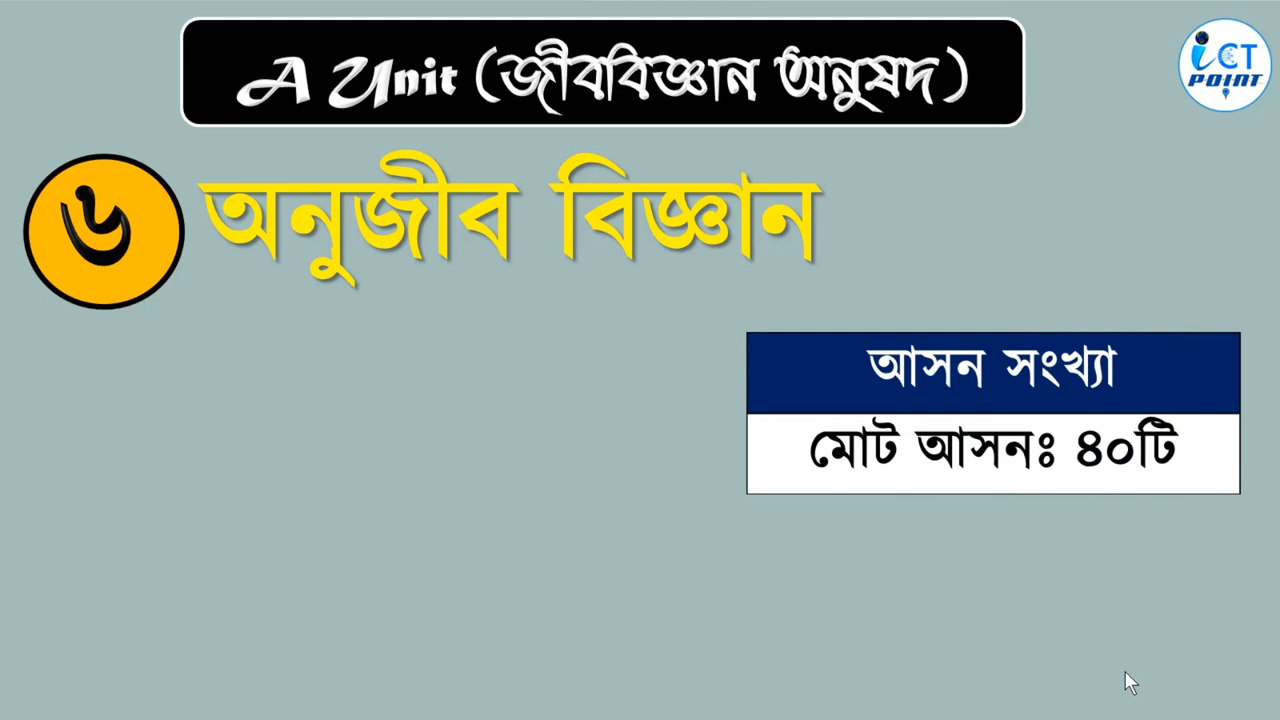 A Unit (জীববিজ্ঞান অনুষদ)
iCT
POINT
৬ অনুজীব বিজ্ঞান
আসন সংখ্যা
মোট আসনঃ ৪০টি